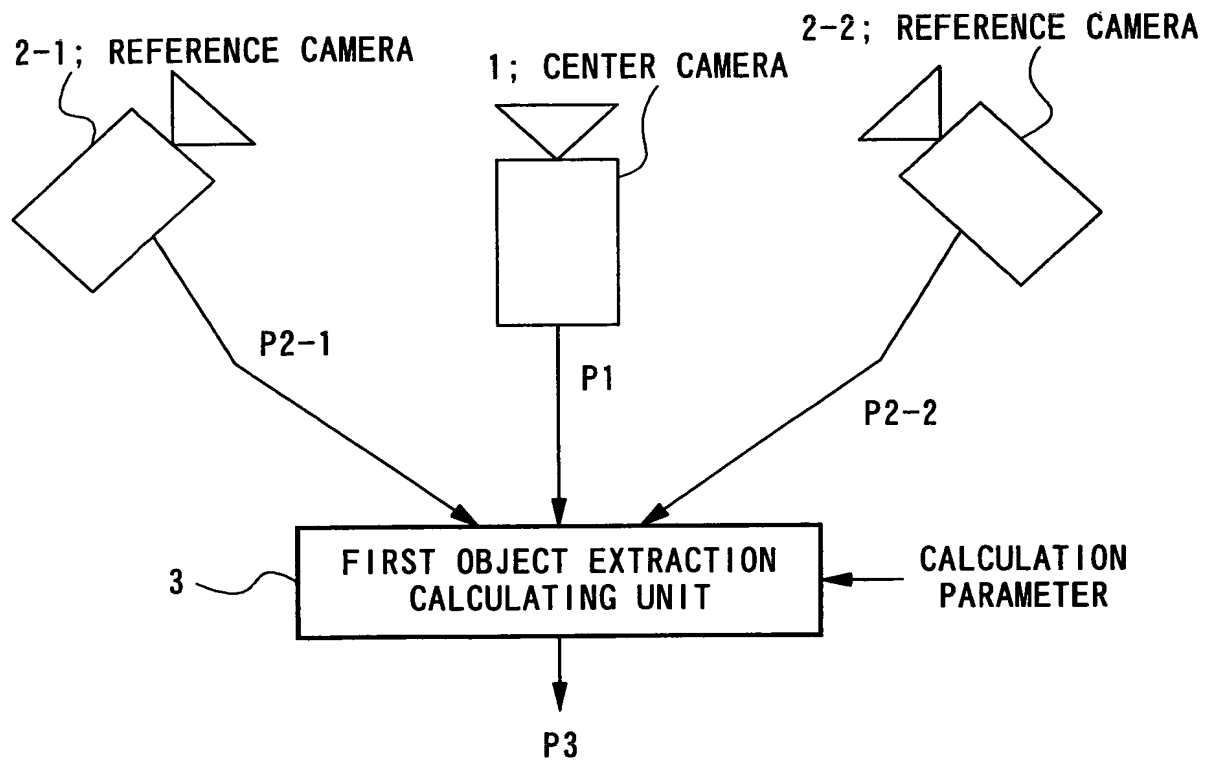 2-1; REFERENCE CAMERA
1; CENTER CAMERA
2-2; REFERENCE CAMERA
P2-1
P1
P2-2
3
FIRST OBJECT EXTRACTION
CALCULATING UNIT
CALCULATION
PARAMETER
P3